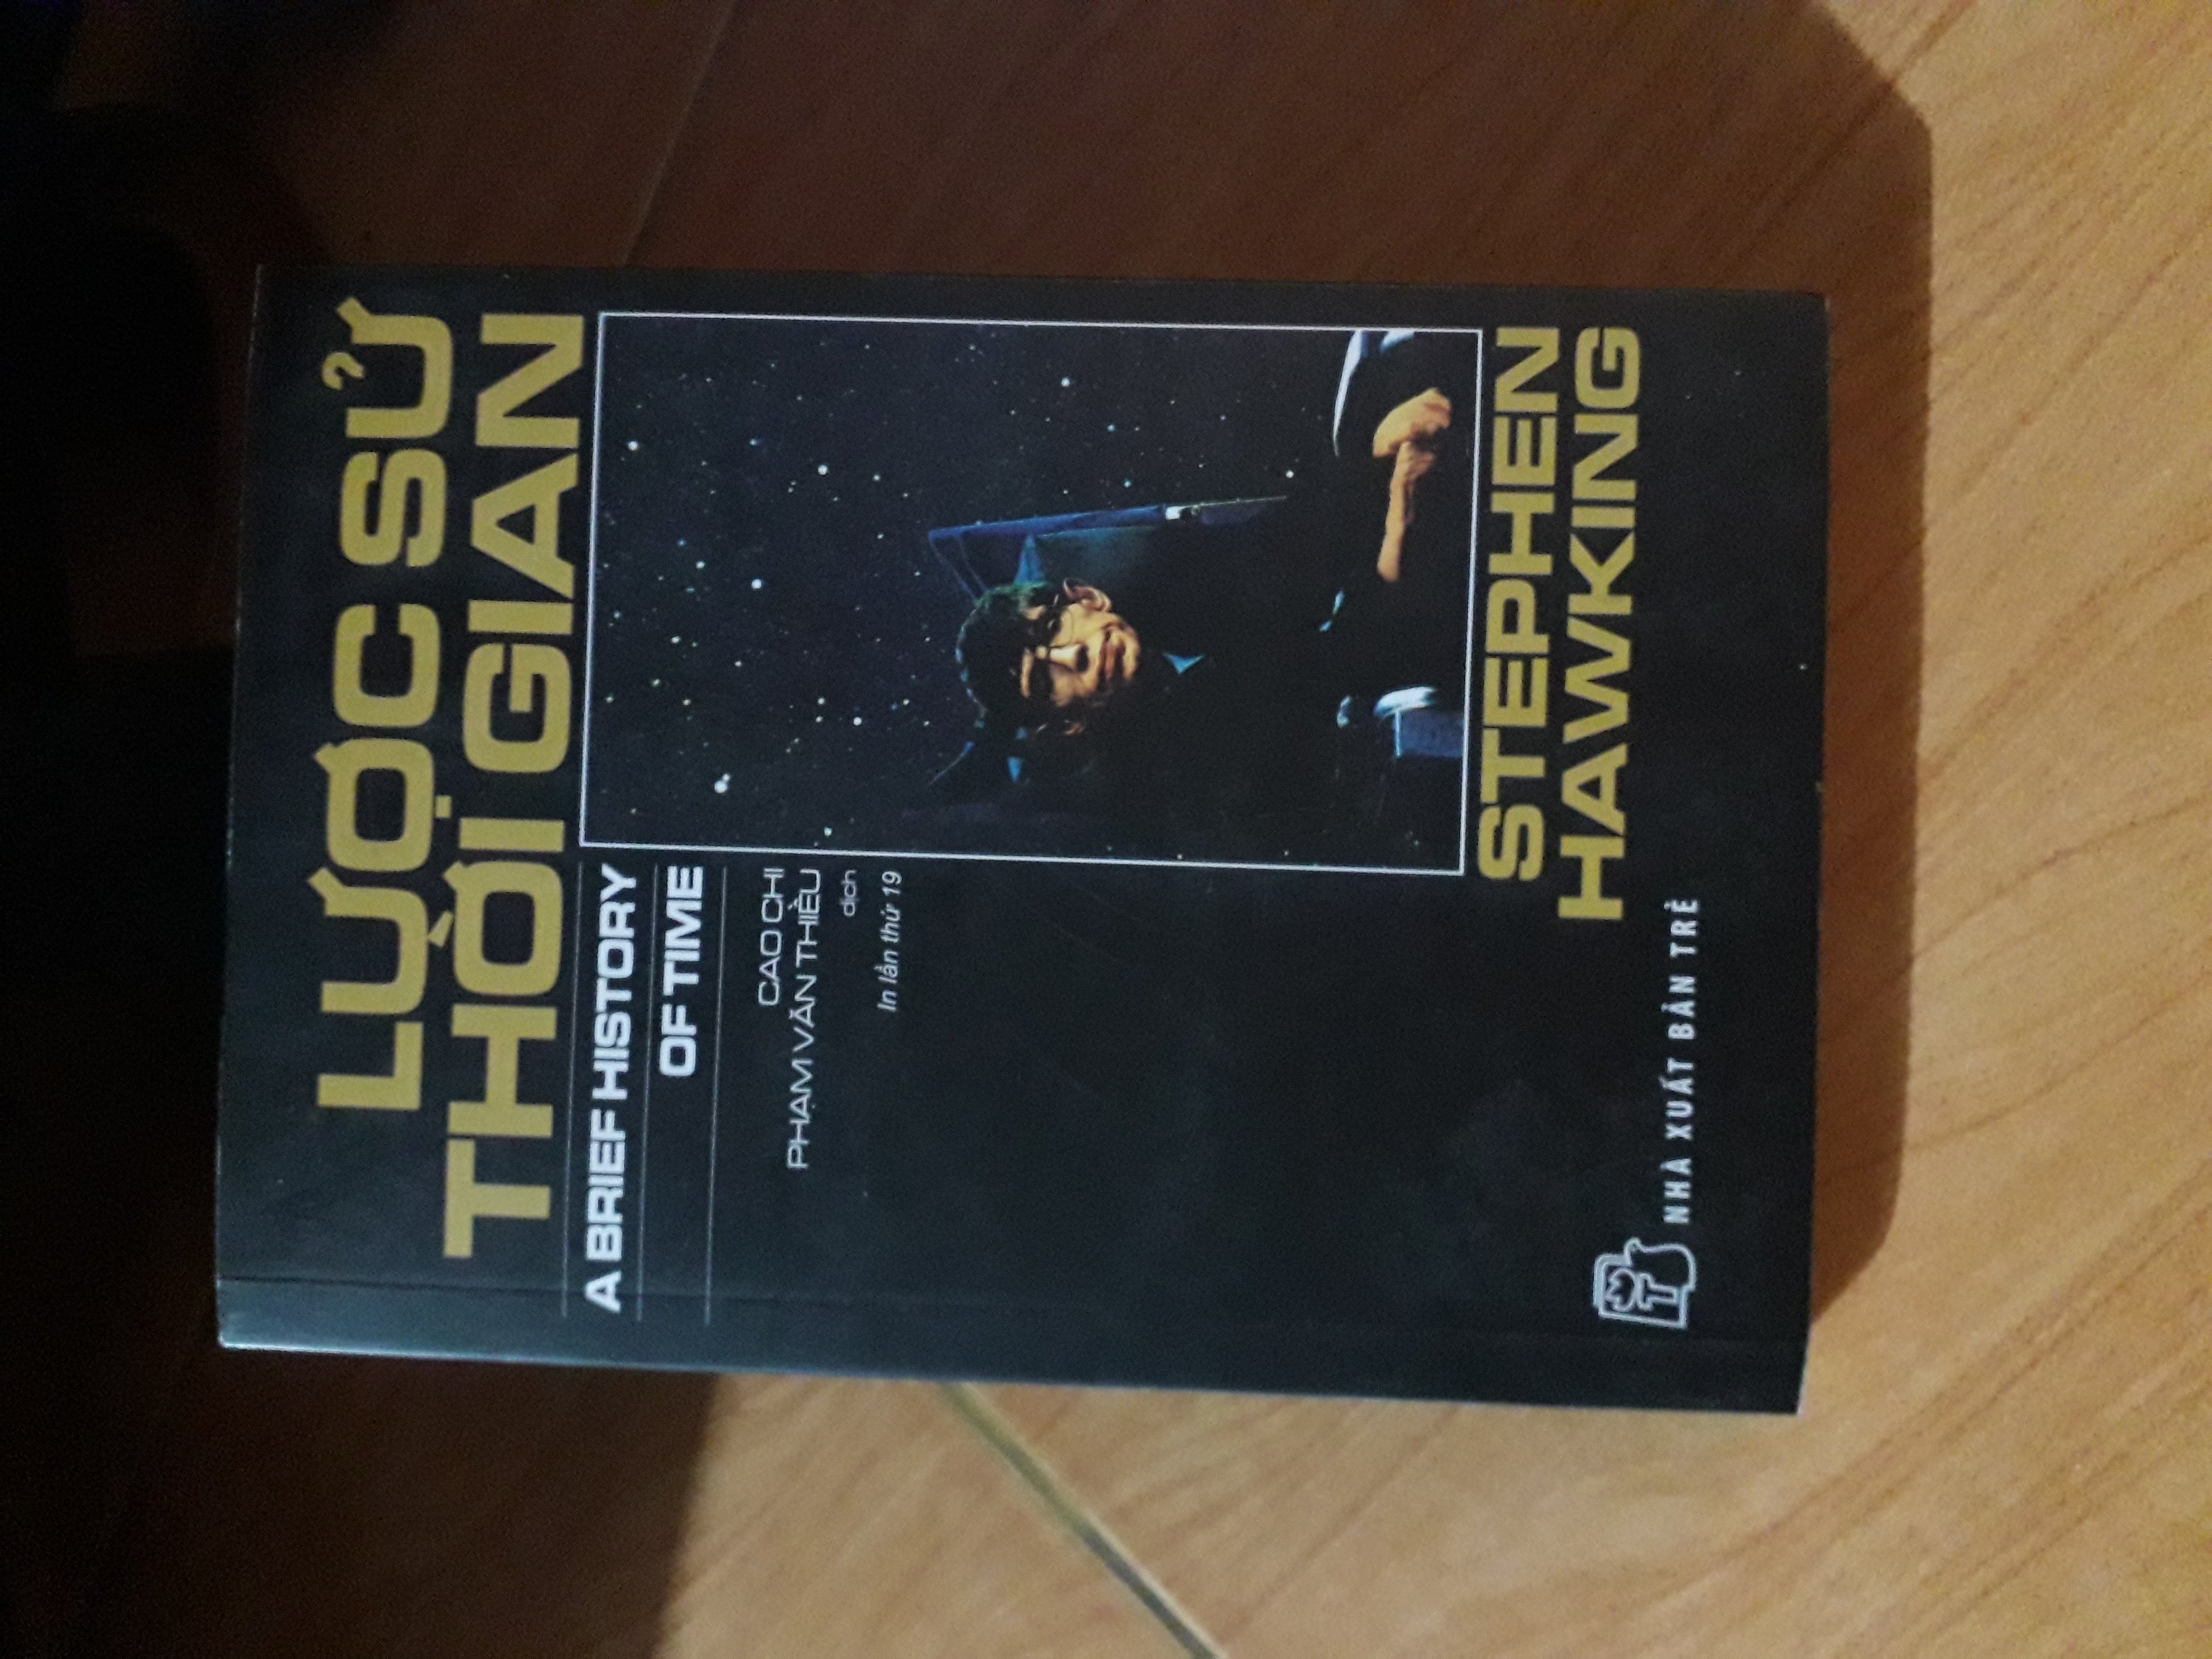 LƯỢC SỬ
THỜI GIAN
A BRIEF HISTORY
OF TIME
CAO CHI
PHẠM VĂN THIỀU
dịch
In lần thứ 19
STEPHEN
HAWKING
NHÀ XUẤT BẢN TRẺ